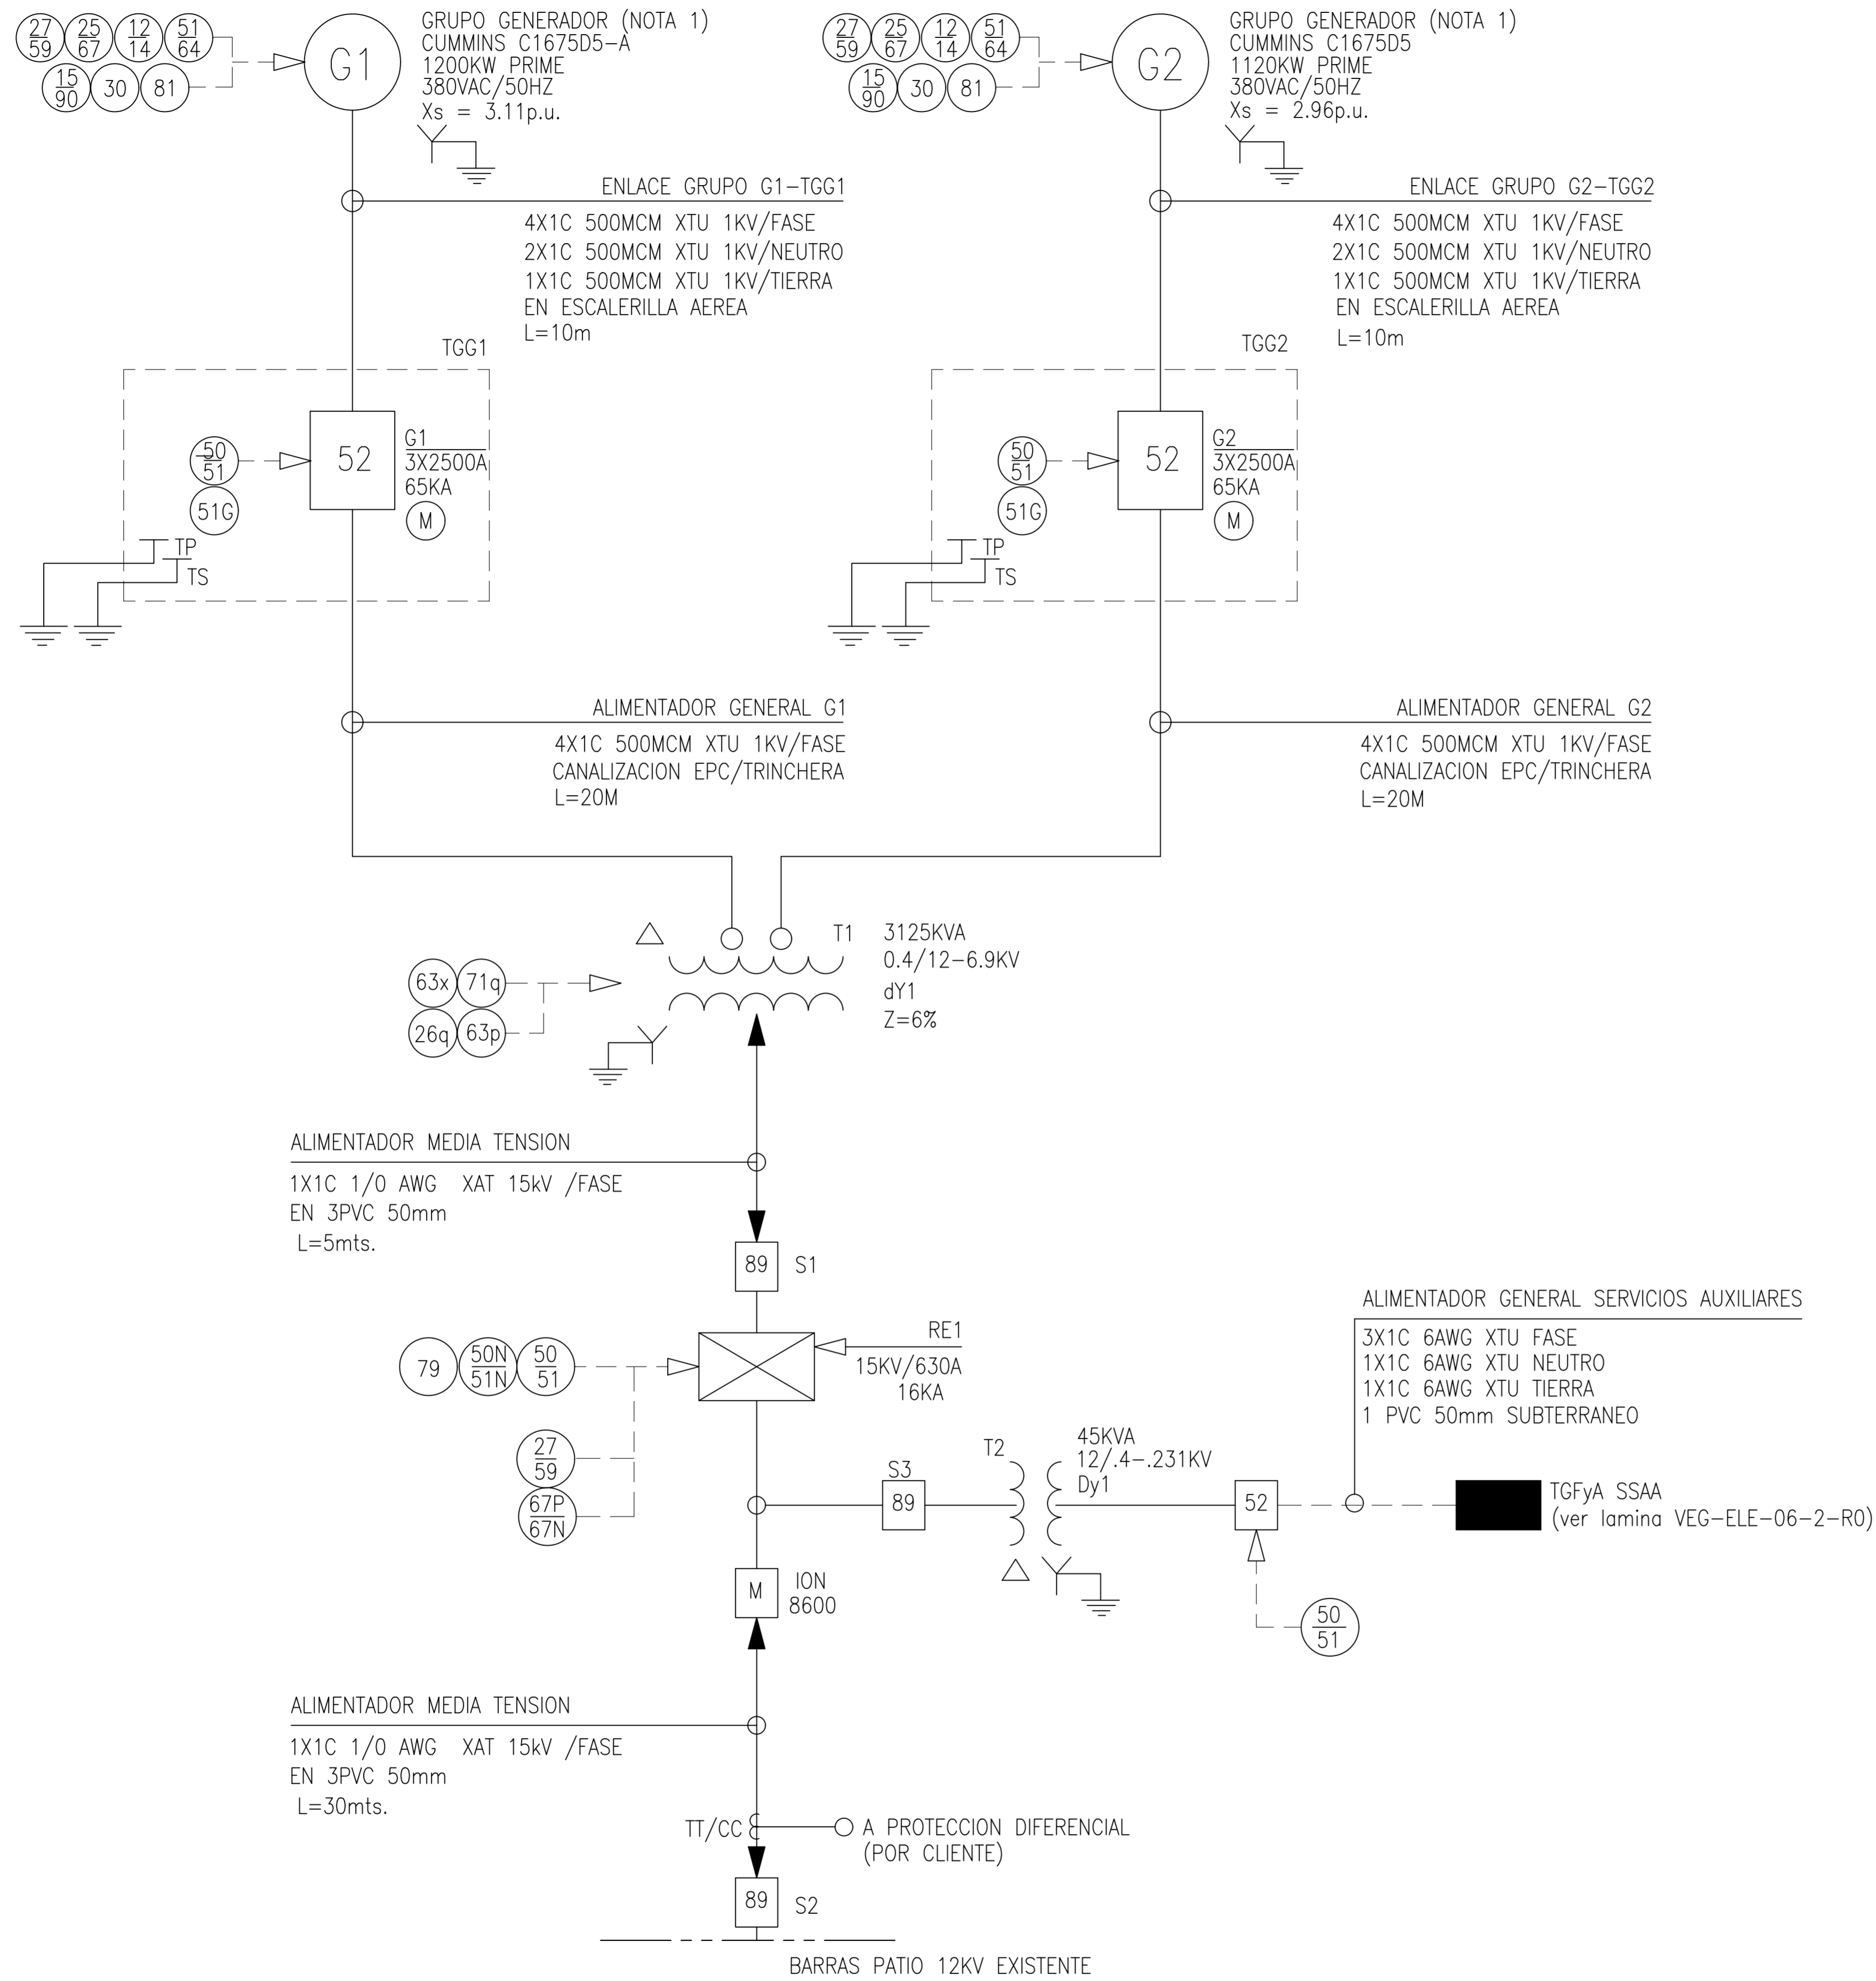 27
59
25
67
12
14
51
64
15
90
30
81
G1
GRUPO GENERADOR (NOTA 1)
CUMMINS C1675D5-A
1200KW PRIME
380VAC/50HZ
Xs = 3.11p.u.
27
59
25
67
12
14
51
64
15
90
30
81
G2
GRUPO GENERADOR (NOTA 1)
CUMMINS C1675D5
1120KW PRIME
380VAC/50HZ
Xs = 2.96p.u.
ENLACE GRUPO G1-TGG1
4X1C 500MCM XTU 1KV/FASE
2X1C 500MCM XTU 1KV/NEUTRO
1X1C 500MCM XTU 1KV/TIERRA
EN ESCALERILLA AEREA
L=10m
ENLACE GRUPO G2-TGG2
4X1C 500MCM XTU 1KV/FASE
2X1C 500MCM XTU 1KV/NEUTRO
1X1C 500MCM XTU 1KV/TIERRA
EN ESCALERILLA AEREA
L=10m
TGG1
50
51
51G
52
G1
3X2500A
65KA
M
TP
TS
TGG2
50
51
51G
52
G2
3X2500A
65KA
M
TP
TS
ALIMENTADOR GENERAL G1
4X1C 500MCM XTU 1KV/FASE
CANALIZACION EPC/TRINCHERA
L=20M
ALIMENTADOR GENERAL G2
4X1C 500MCM XTU 1KV/FASE
CANALIZACION EPC/TRINCHERA
L=20M
T1
3125KVA
0.4/12-6.9KV
dY1
Z=6%
63x
71q
26q
63p
ALIMENTADOR MEDIA TENSION
1X1C 1/0 AWG XAT 15kV /FASE
EN 3PVC 50mm
L=5mts.
89
S1
79
50N
51N
50
51
RE1
15KV/630A
16KA
27
59
67P
67N
ALIMENTADOR GENERAL SERVICIOS AUXILIARES
3X1C 6AWG XTU FASE
1X1C 6AWG XTU NEUTRO
1X1C 6AWG XTU TIERRA
1 PVC 50mm SUBTERRANEO
S3
89
T2
45KVA
12/.4-.231KV
Dy1
52
TGFyA SSAA
(ver lamina VEG-ELE-06-2-R0)
50
51
M
ION
8600
ALIMENTADOR MEDIA TENSION
1X1C 1/0 AWG XAT 15kV /FASE
EN 3PVC 50mm
L=30mts.
TT/CC
A PROTECCION DIFERENCIAL
(POR CLIENTE)
89
S2
BARRAS PATIO 12KV EXISTENTE